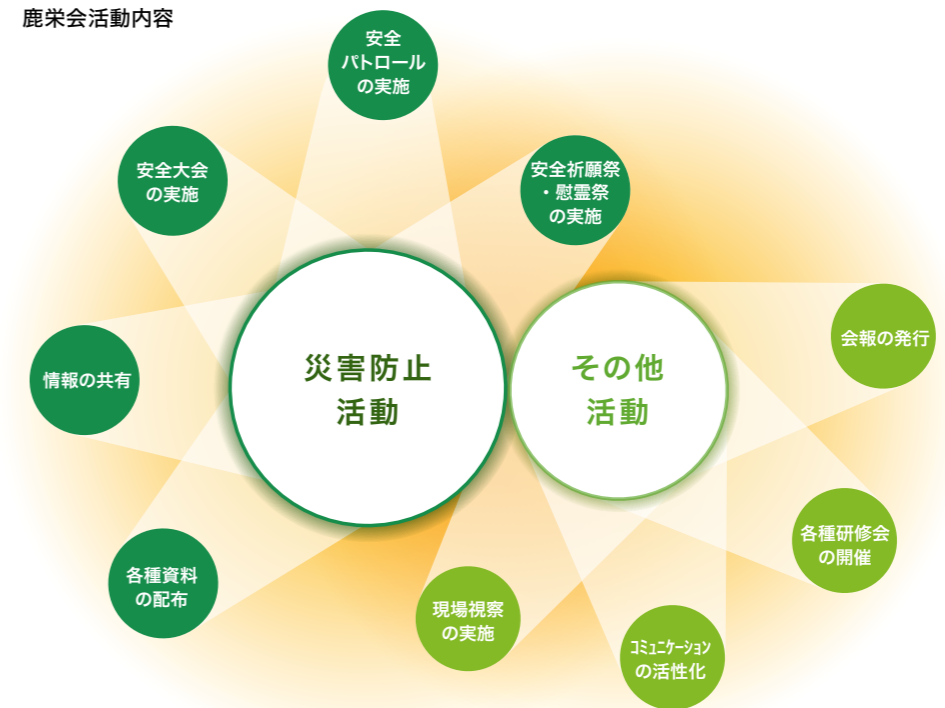 鹿栄会活動内容
安全
パトロール
の実施
安全大会
の実施
安全祈願祭
・慰霊祭
の実施
情報の共有
災害防止
活動
その他
活動
会報の発行
各種資料
の配布
現場視察
の実施
各種研修会
の開催
コミュニケーション
の活性化